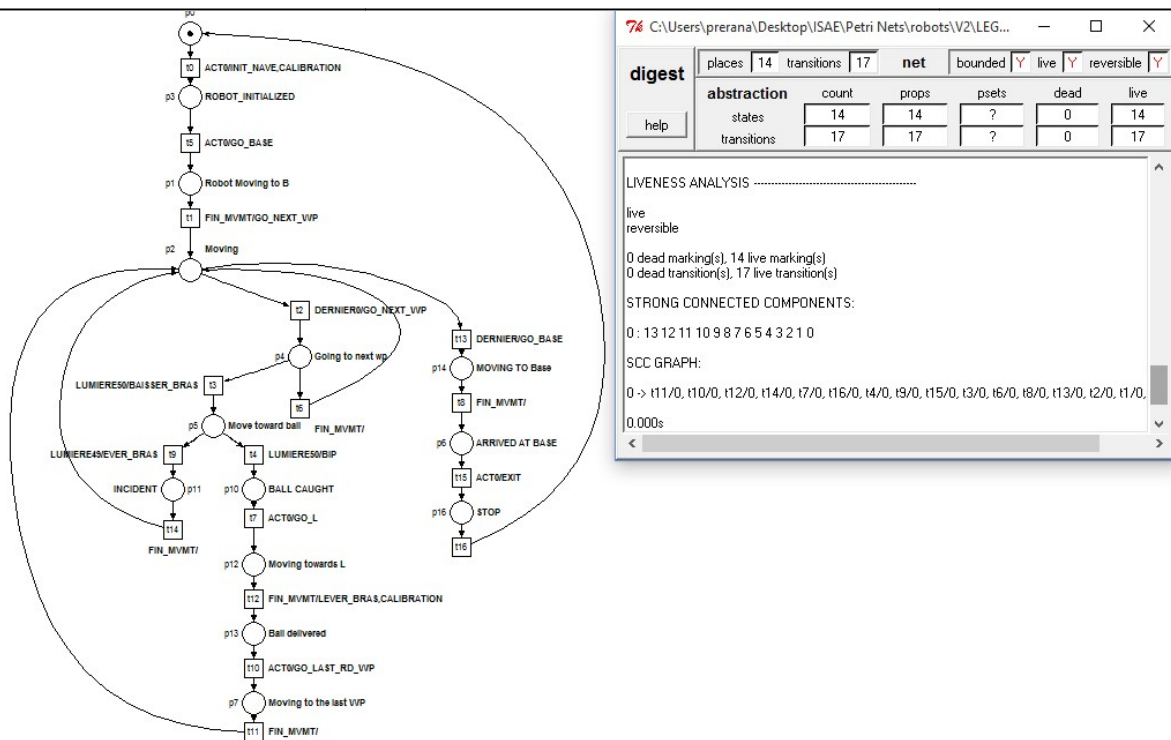 p0
t0 ACT0/INIT_NAVE,CALIBRATION
p3 ROBOT_INITIALIZED
t5 ACT0/GO_BASE
p1 Robot Moving to B
t1 FIN_MVMT/GO_NEXT_WP
p2 Moving
t2 DERNIER0/GO_NEXT_WP
p4 Going to next wp
LUMIERE50/BAISSER_BRAS t3
t6
FIN_MVMT/
p5 Move toward ball
LUMIERE49/EVER_BRAS t9
t4 LUMIERE50/BIP
INCIDENT p11
p10 BALL CAUGHT
t14
FIN_MVMT/
t7 ACT0/GO_L
p12 Moving towards L
t12 FIN_MVMT/LEVER_BRAS,CALIBRATION
p13 Ball delivered
t10 ACT0/GO_LAST_RD_WP
p7 Moving to the last WP
t11 FIN_MVMT/
t13 DERNIER/GO_BASE
p14 MOVING TO Base
t8 FIN_MVMT/
p6 ARRIVED AT BASE
t15 ACT0/EXIT
p16 STOP
t16
C:\Users\prerana\Desktop\ISAE\Petri Nets\robots\V2\LEG...
digest places 14 transitions 17 net bounded Y live Y reversible Y
help
abstraction count props psets dead live
states 14 14 ? 0 14
transitions 17 17 ? 0 17
LIVENESS ANALYSIS -----------------------------------------------
live
reversible
0 dead marking(s), 14 live marking(s)
0 dead transition(s), 17 live transition(s)
STRONG CONNECTED COMPONENTS:
0 : 13 12 11 10 9 8 7 6 5 4 3 2 1 0
SCC GRAPH:
0 -> t11/0, t10/0, t12/0, t14/0, t7/0, t16/0, t4/0, t9/0, t15/0, t3/0, t6/0, t8/0, t13/0, t2/0, t1/0,
0.000s